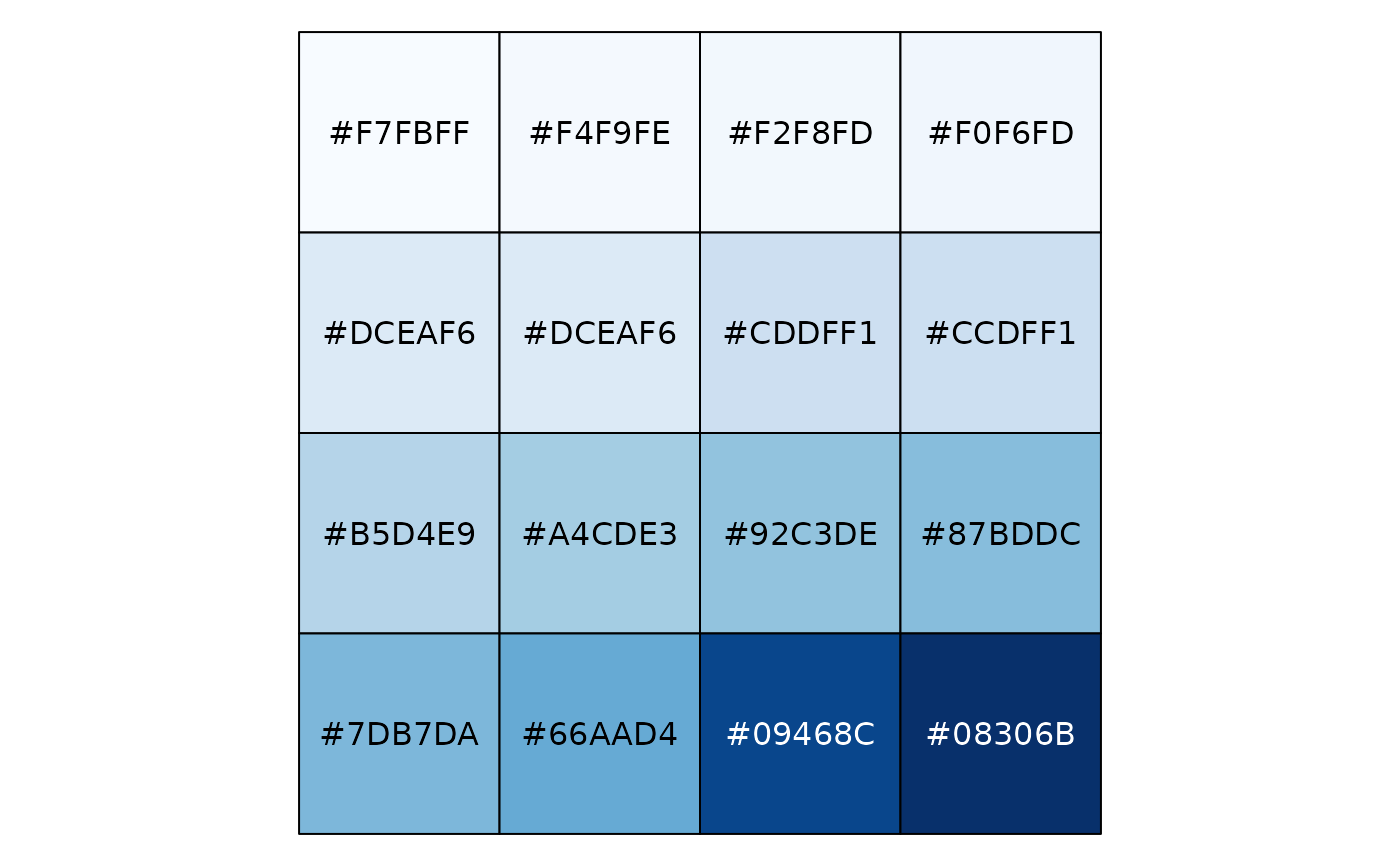 #F7FBFF #F4F9FE #F2F8FD #F0F6FD
#DCEAF6 #DCEAF6 #CDDFF1 #CCDFF1
#B5D4E9 #A4CDE3 #92C3DE #87BDDC
#7DB7DA #66AAD4 #09468C #08306B